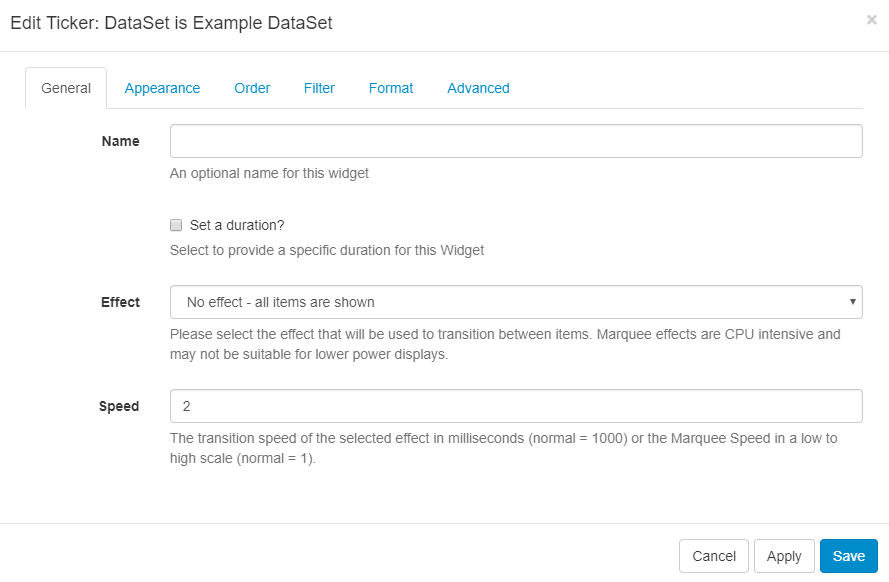 Edit Ticker: DataSet is Example DataSet
×
General Appearance Order Filter Format Advanced
Name
An optional name for this widget
Set a duration?
Select to provide a specific duration for this Widget
Effect No effect - all items are shown
Please select the effect that will be used to transition between items. Marquee effects are CPU intensive and
may not be suitable for lower power displays.
Speed 2
The transition speed of the selected effect in milliseconds (normal = 1000) or the Marquee Speed in a low to
high scale (normal = 1).
Cancel Apply Save